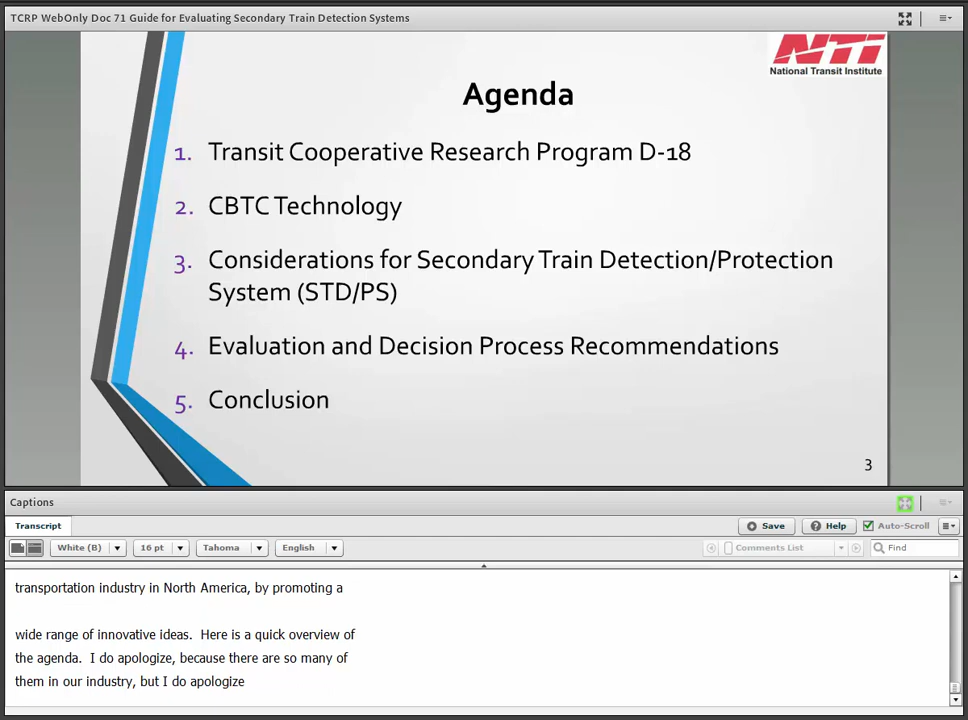 TCRP WebOnly Doc 71 Guide for Evaluating Secondary Train Detection Systems
NTI
National Transit Institute
Agenda
1. Transit Cooperative Research Program D-18
2. CBTC Technology
3. Considerations for Secondary Train Detection/Protection
System (STD/PS)
4. Evaluation and Decision Process Recommendations
5. Conclusion
3
Captions
Transcript
Save
Help
Auto-Scroll
White (B)
16 pt
Tahoma
English
Comments List
Find
transportation industry in North America, by promoting a
wide range of innovative ideas.  Here is a quick overview of
the agenda.  I do apologize, because there are so many of
them in our industry, but I do apologize